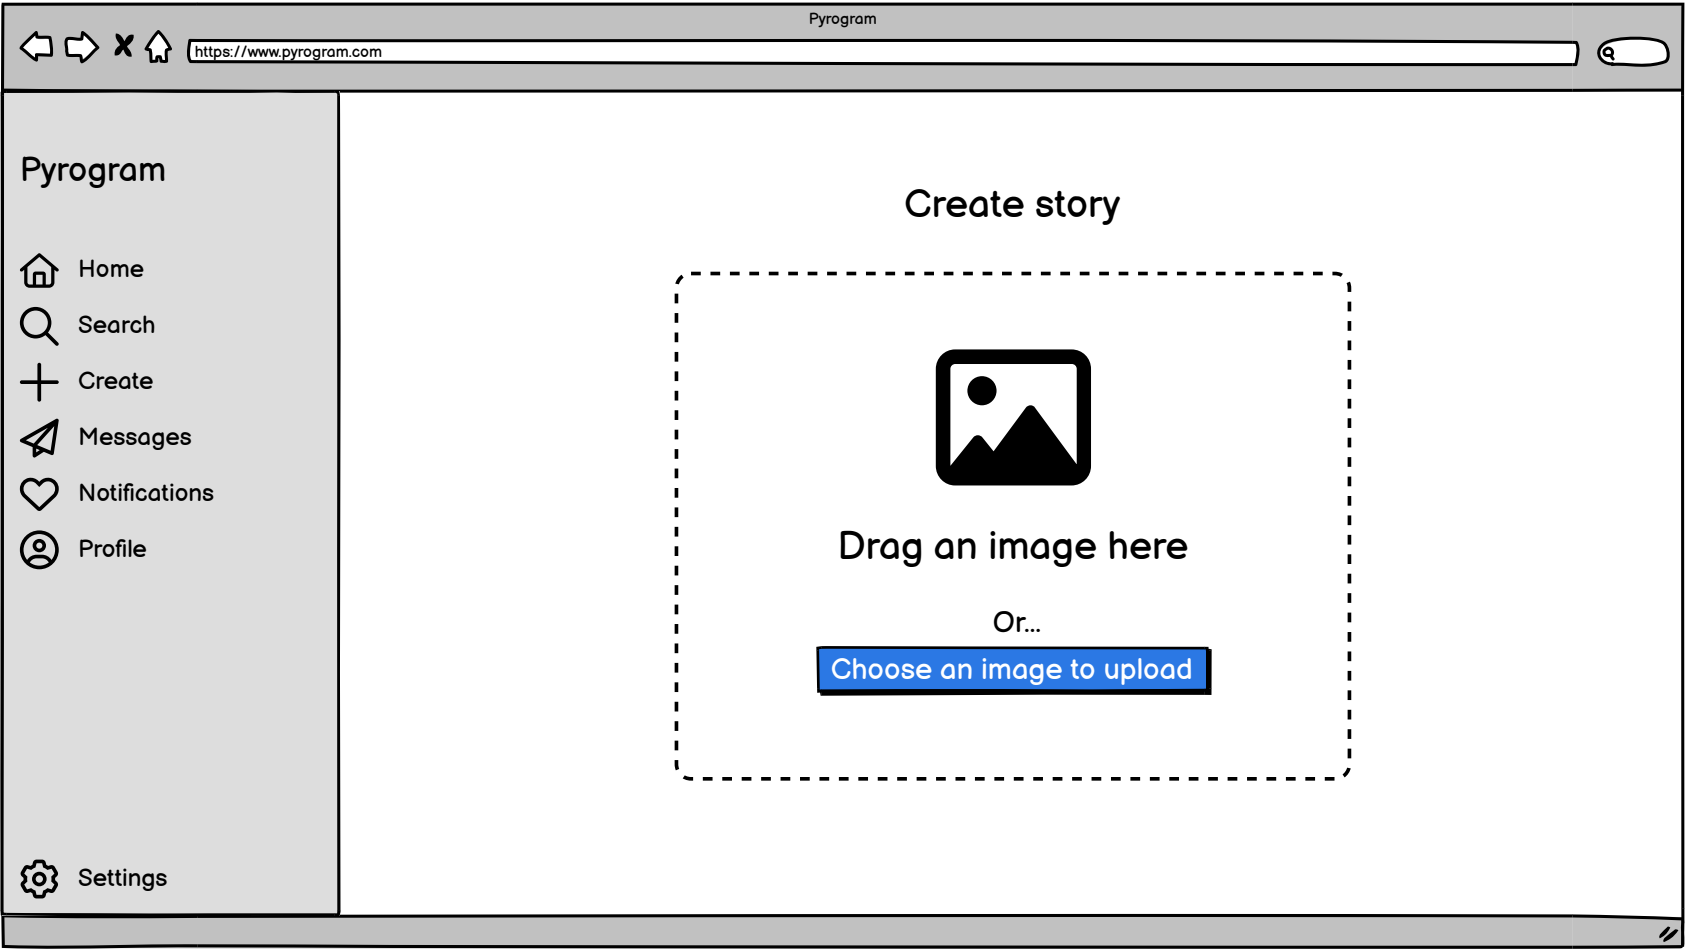 Pyrogram
https://www.pyrogram.com
Pyrogram
Home
Search
Create
Messages
Notifications
Profile
Settings
Create story
Drag an image here
Or...
Choose an image to upload